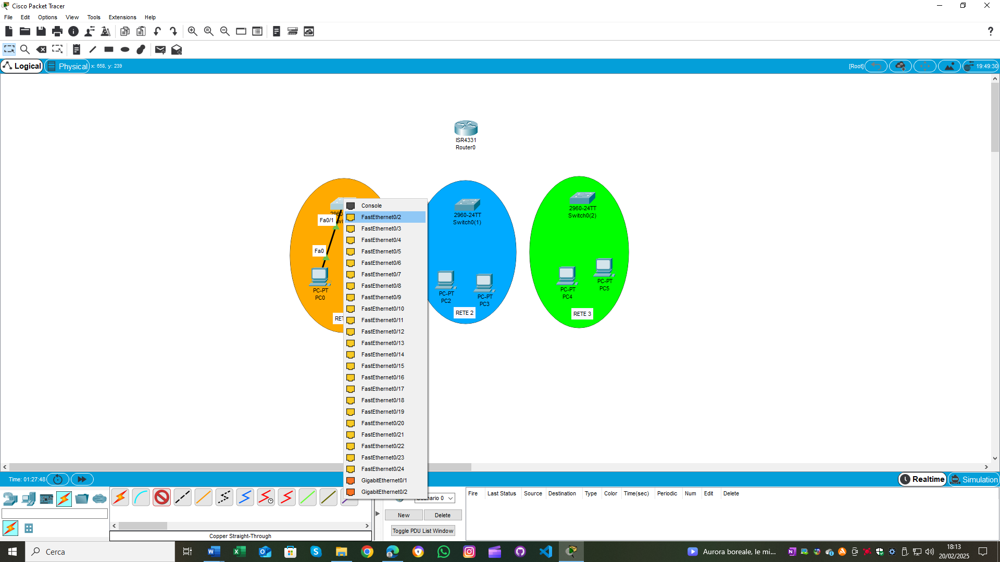 Cisco Packet Tracer
File Edit Options View Tools Extensions Help
Logical Physical x: 658, y: 239 [Root] 19:49:30
ISR4331
Router0
2960-24TT
Switch0(2)
2960-24TT
Switch0(1)
2960
Fa0/1
Fa0
PC-PT
PC0
RET
PC-PT
PC2
PC-PT
PC3
RETE 2
PC-PT
PC4
PC-PT
PC5
RETE 3
Console
FastEthernet0/2
FastEthernet0/3
FastEthernet0/4
FastEthernet0/5
FastEthernet0/6
FastEthernet0/7
FastEthernet0/8
FastEthernet0/9
FastEthernet0/10
FastEthernet0/11
FastEthernet0/12
FastEthernet0/13
FastEthernet0/14
FastEthernet0/15
FastEthernet0/16
FastEthernet0/17
FastEthernet0/18
FastEthernet0/19
FastEthernet0/20
FastEthernet0/21
FastEthernet0/22
FastEthernet0/23
FastEthernet0/24
GigabitEthernet0/1
GigabitEthernet0/2
Time: 01:27:48 Realtime Simulation
Scenario 0
Fire Last Status Source Destination Type Color Time(sec) Periodic Num Edit Delete
New Delete
Toggle PDU List Window
Copper Straight-Through
Cerca
Aurora boreale, le mi...
18:13
20/02/2025